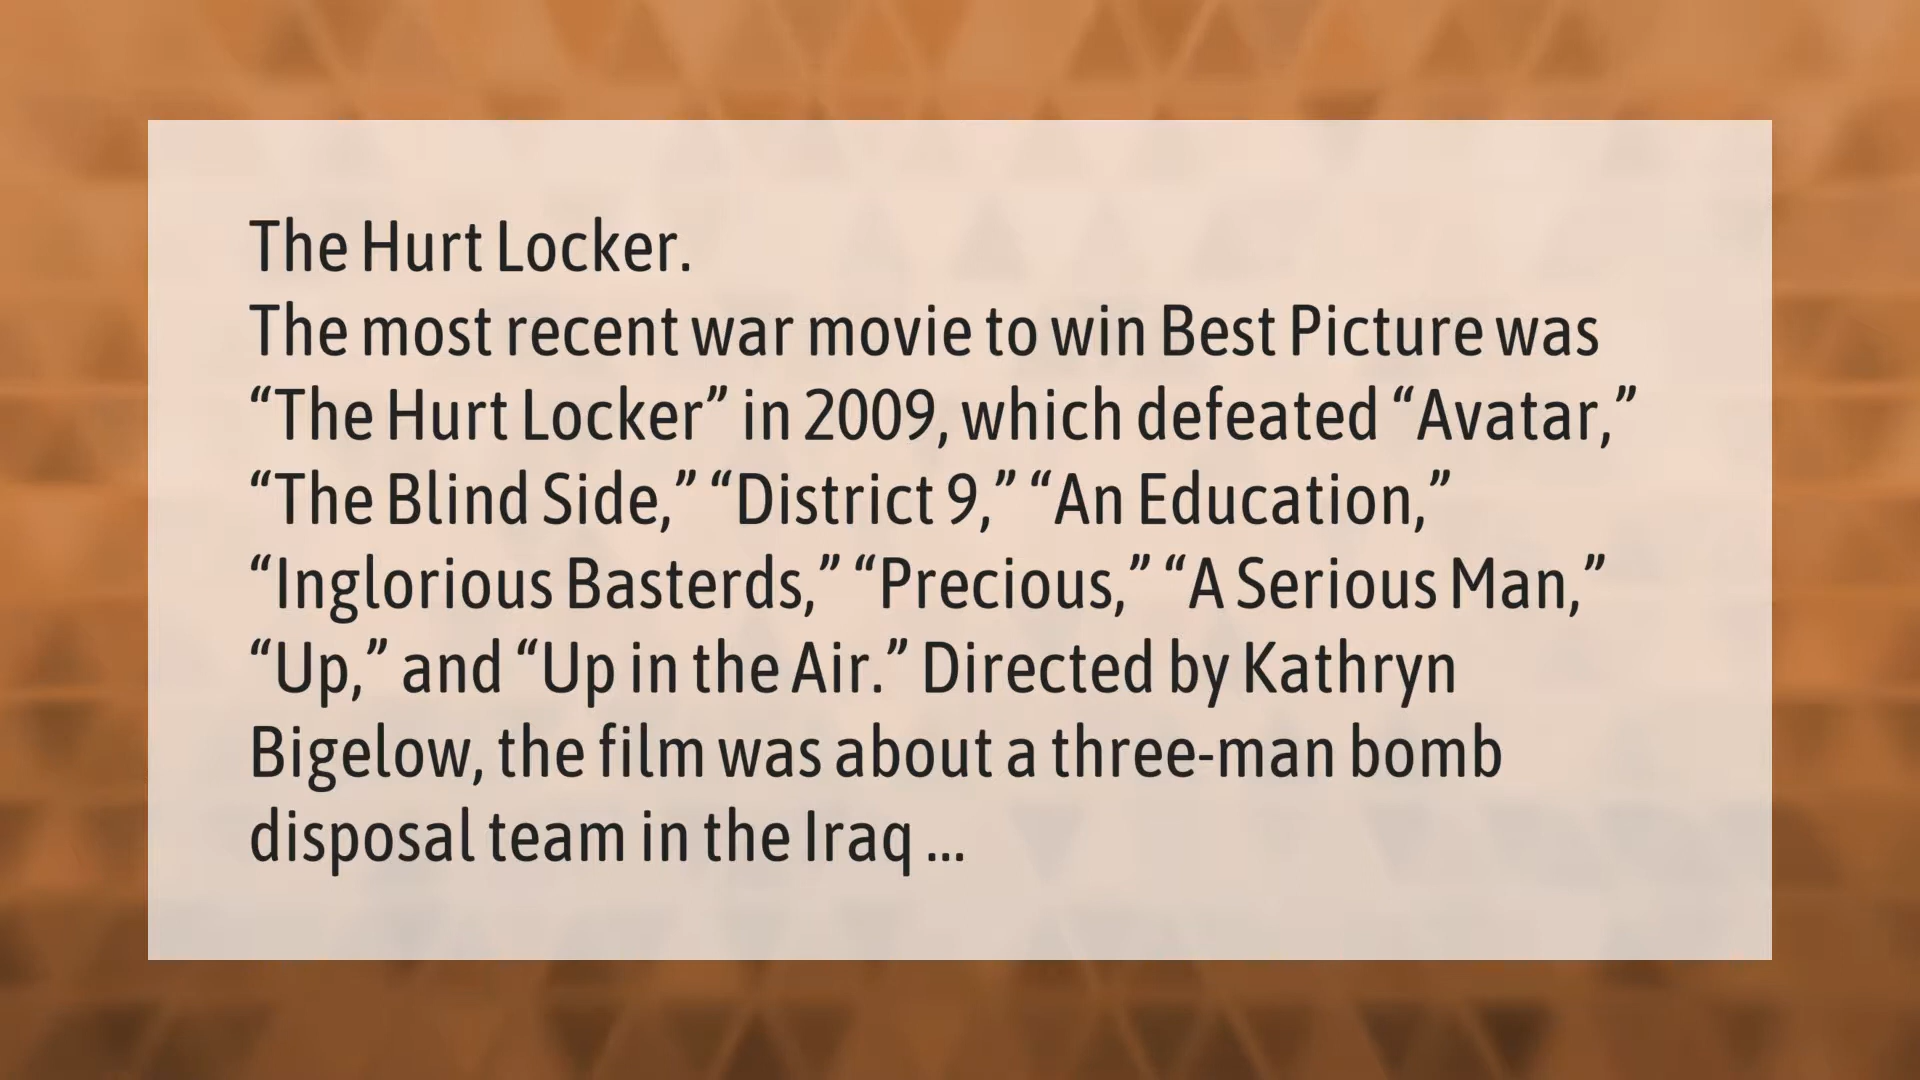 The Hurt Locker.
The most recent war movie to win Best Picture was
“The Hurt Locker” in 2009, which defeated “Avatar,”
“The Blind Side,” “District 9,” “An Education,”
“Inglorious Basterds,” “Precious,” “A Serious Man,”
“Up,” and “Up in the Air.” Directed by Kathryn
Bigelow, the film was about a three-man bomb
disposal team in the Iraq ...